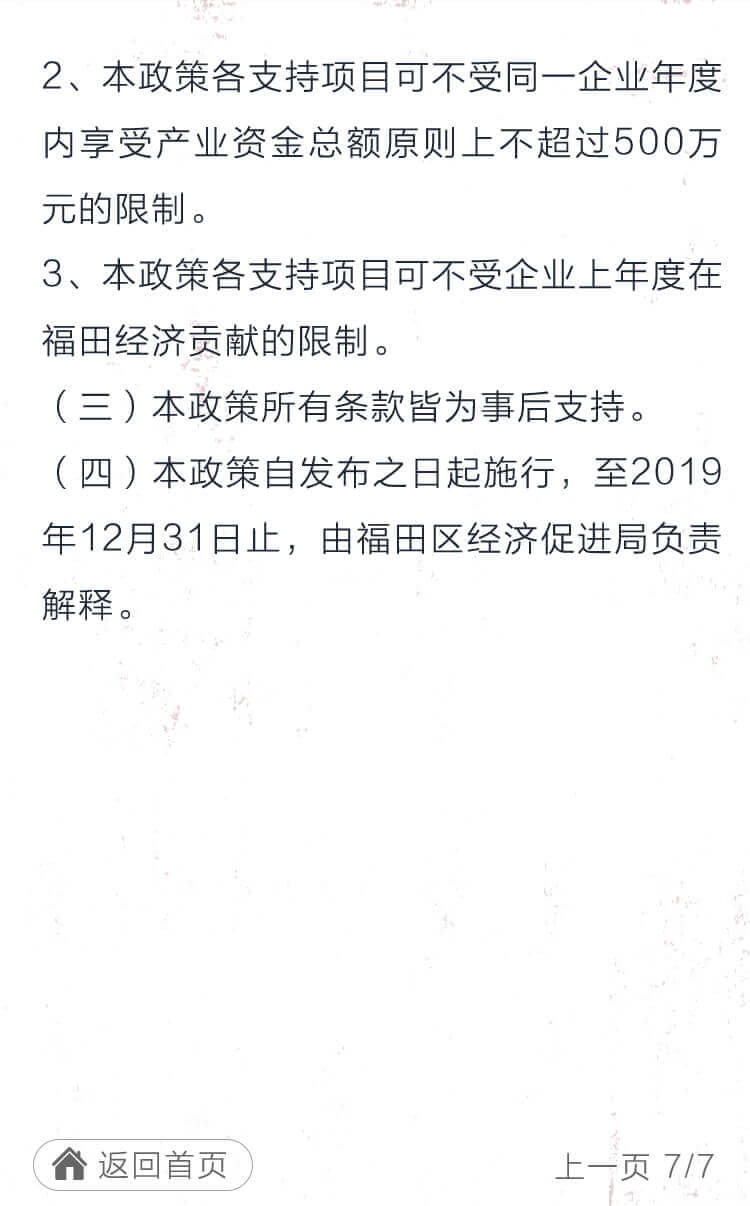 2、本政策各支持项目可不受同一企业年度
内享受产业资金总额原则上不超过500万
元的限制。
3、本政策各支持项目可不受企业上年度在
福田经济贡献的限制。
（三）本政策所有条款皆为事后支持。
（四）本政策自发布之日起施行，至2019
年12月31日止，由福田区经济促进局负责
解释。
返回首页
上一页 7/7